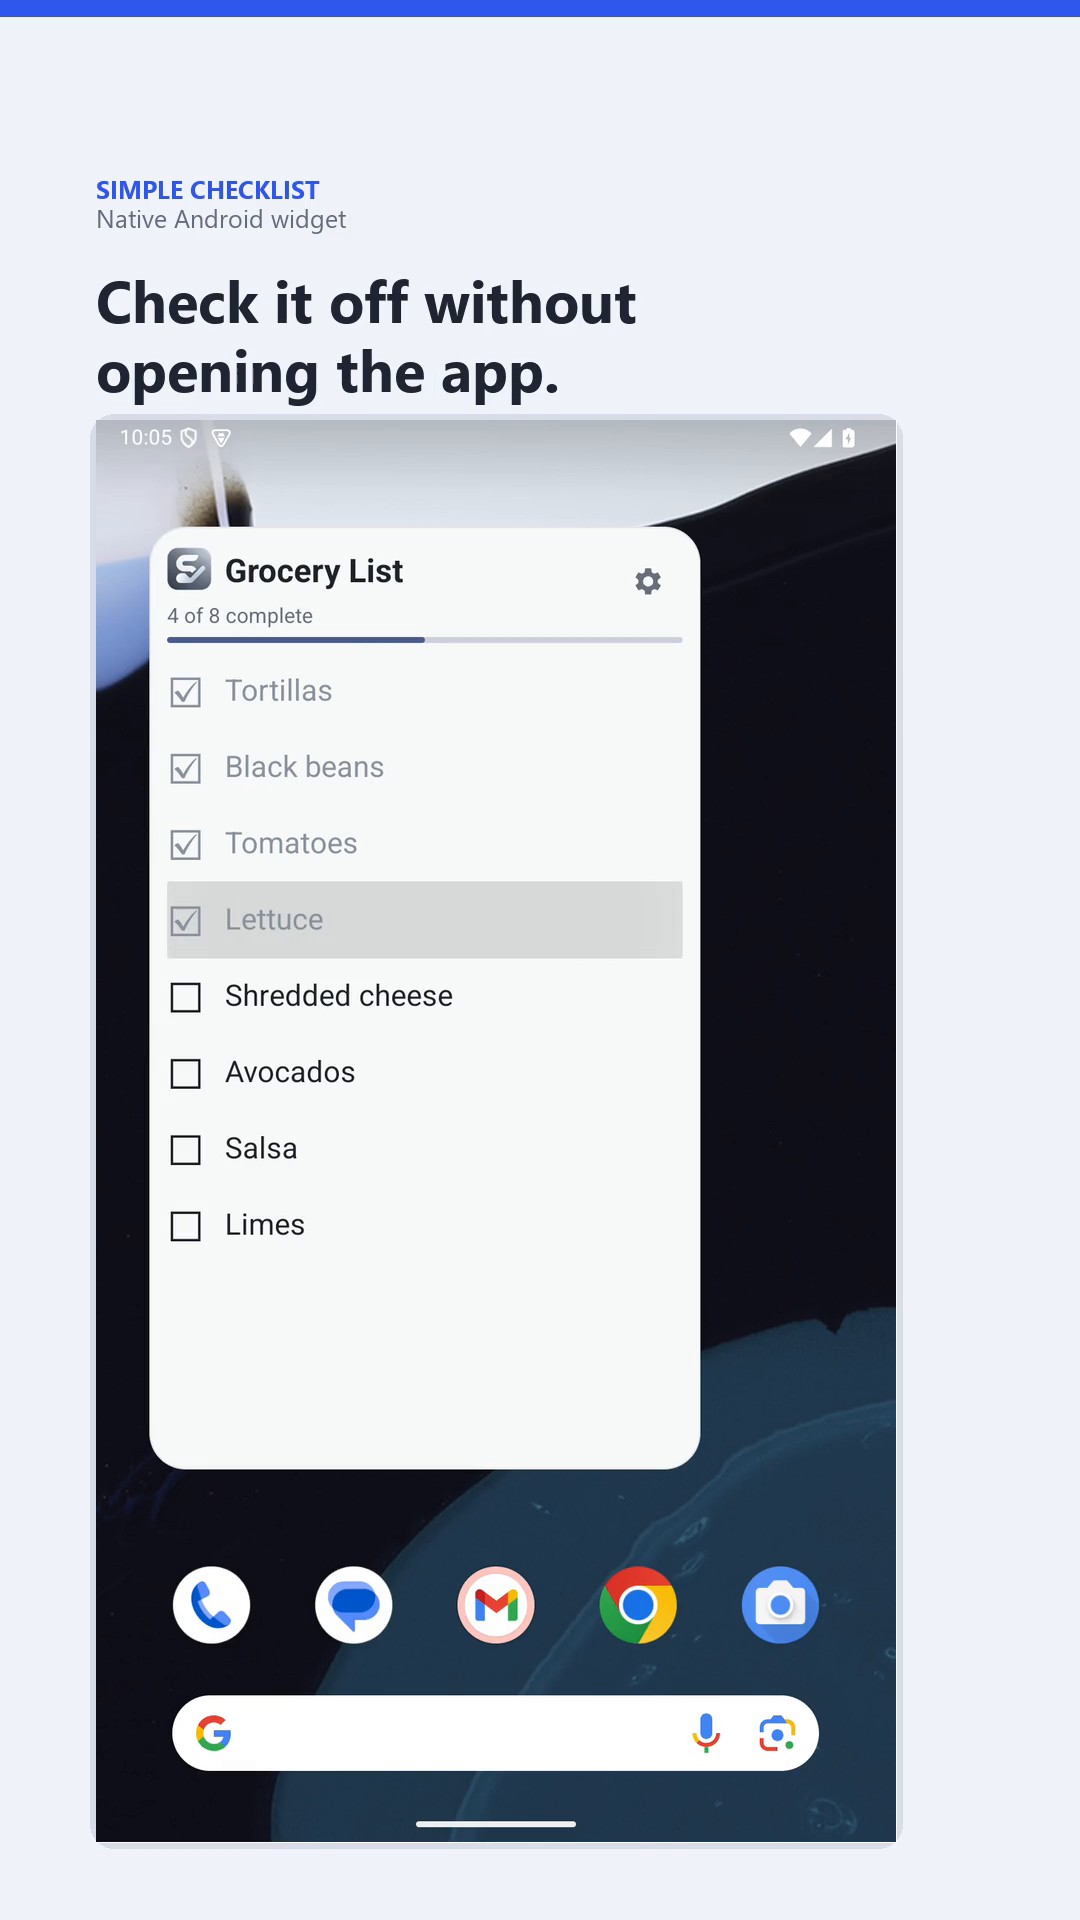 SIMPLE CHECKLIST
Native Android widget
Check it off without
opening the app.
10:05
Grocery List
4 of 8 complete
Tortillas
Black beans
Tomatoes
Lettuce
Shredded cheese
Avocados
Salsa
Limes